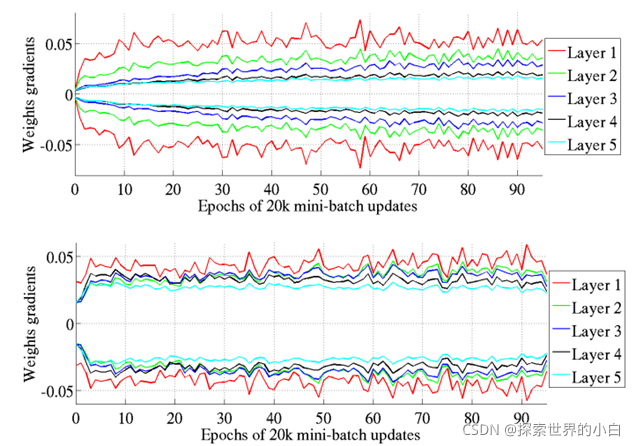 Weights gradients
0.05
0
-0.05
0 10 20 30 40 50 60 70 80 90
Epochs of 20k mini-batch updates
Layer 1
Layer 2
Layer 3
Layer 4
Layer 5
Weights gradients
0.05
0
-0.05
0 10 20 30 40 50 60 70 80 90
Epochs of 20k mini-batch updates
Layer 1
Layer 2
Layer 3
Layer 4
Layer 5
CSDN @探索世界的小白